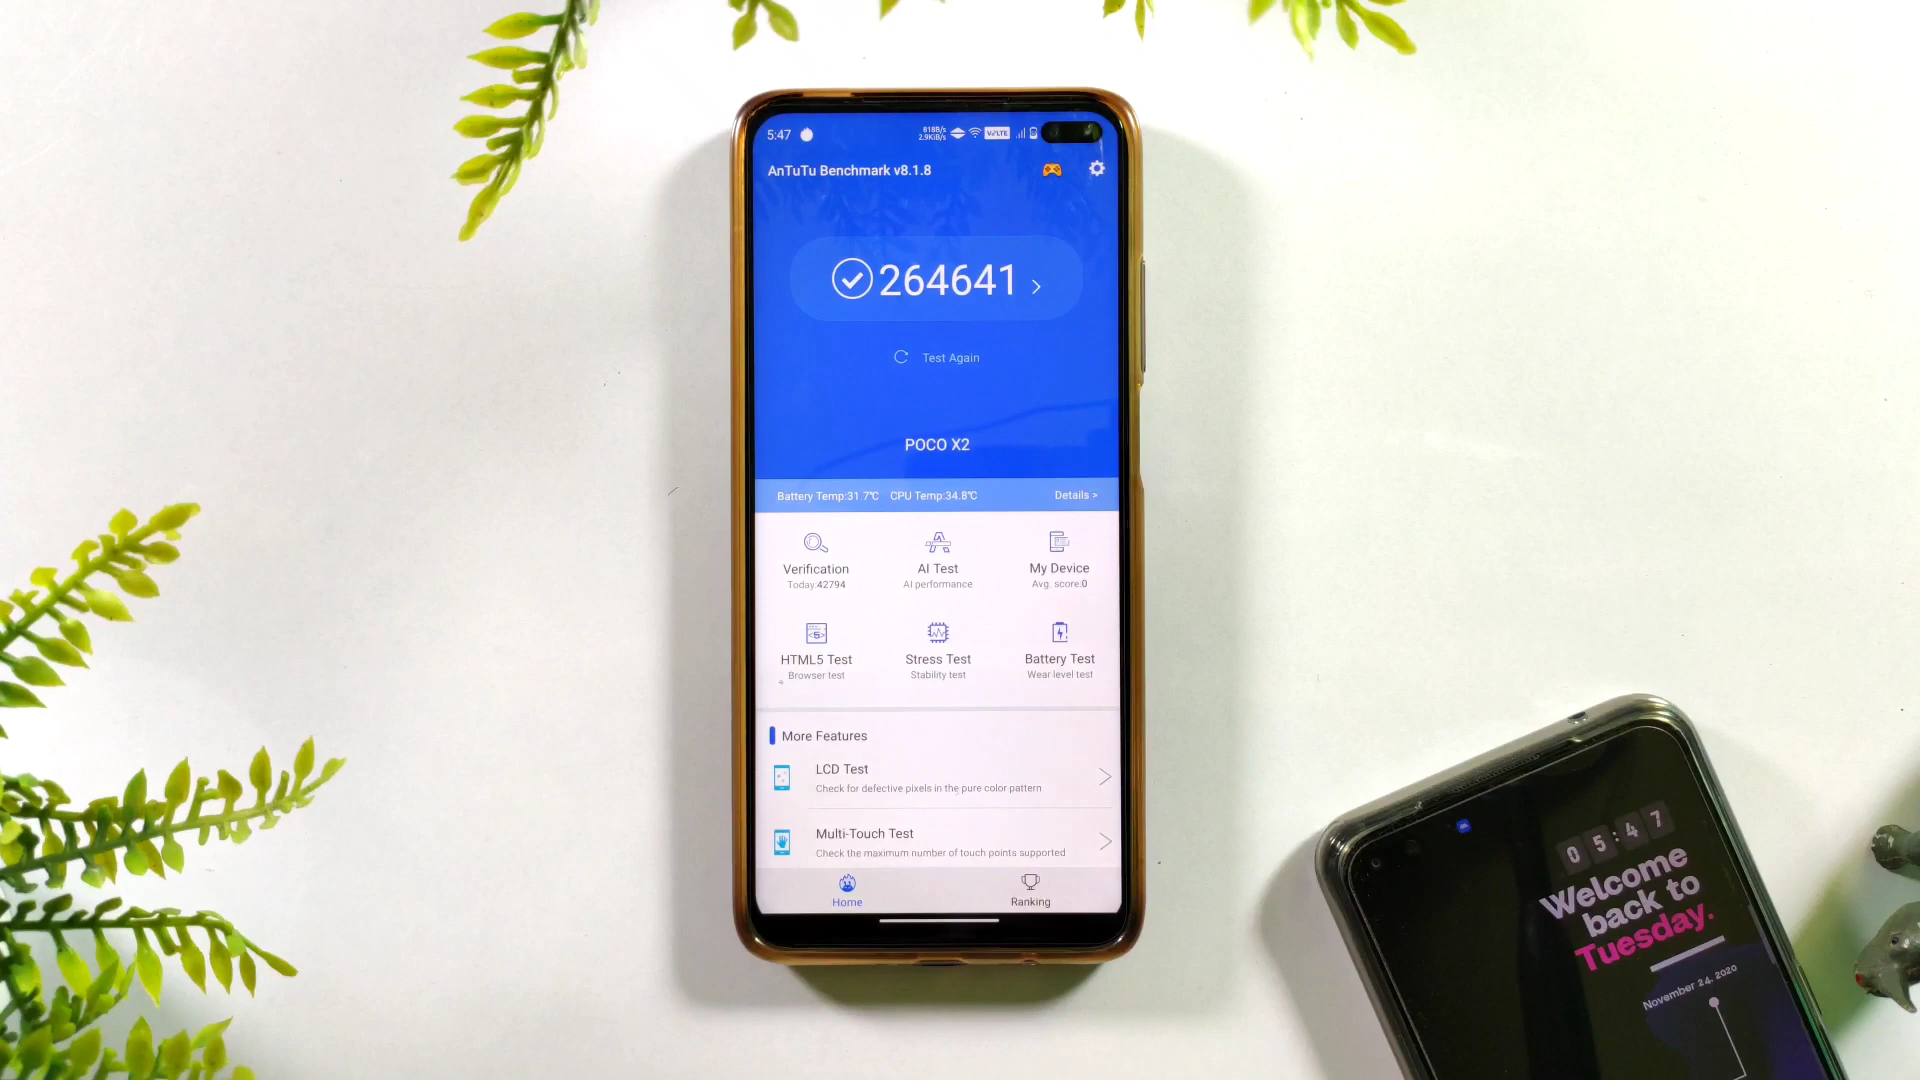 5:47
818B/s
2.9KiB/s
VoLTE
AnTuTu Benchmark v8.1.8
264641
Test Again
POCO X2
Battery Temp:31.7℃ CPU Temp:34.8℃ Details >
Verification
Today:42794
AI Test
AI performance
My Device
Avg. score:0
HTML5 Test
Browser test
Stress Test
Stability test
Battery Test
Wear level test
More Features
LCD Test
Check for defective pixels in the pure color pattern
Multi-Touch Test
Check the maximum number of touch points supported
Home
Ranking
05:47
Welcome
back to
Tuesday.
November 24, 2020